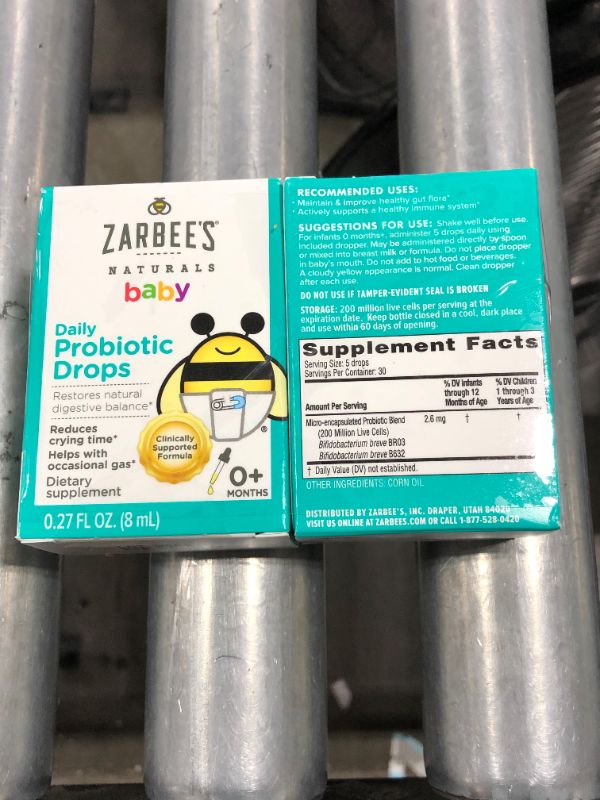 ZARBEE'S®
NATURALS
baby
Daily
Probiotic
Drops
Restores natural
digestive balance*
Reduces
crying time*
Helps with
occasional gas*
Dietary
supplement
Clinically
Supported
Formula
®
0+
MONTHS
0.27 FL OZ. (8 mL)
RECOMMENDED USES:
• Maintain & improve healthy gut flora*
• Actively supports a healthy immune system*
SUGGESTIONS FOR USE: Shake well before use.
For infants 0 months+, administer 5 drops daily using
included dropper. May be administered directly by spoon
or mixed into breast milk or formula. Do not place dropper
in baby's mouth. Do not add to hot food or beverages.
A cloudy yellow appearance is normal. Clean dropper
after each use.
DO NOT USE IF TAMPER-EVIDENT SEAL IS BROKEN
STORAGE: 200 million live cells per serving at the
expiration date. Keep bottle closed in a cool, dark place
and use within 60 days of opening.
Supplement Facts
Serving Size: 5 drops
Servings Per Container: 30
Amount Per Serving
% DV Infants
through 12
Months of Age
% DV Children
1 through 3
Years of Age
Micro-encapsulated Probiotic Blend 2.6 mg † †
(200 Million Live Cells)
Bifidobacterium breve BR03
Bifidobacterium breve B632
† Daily Value (DV) not established.
OTHER INGREDIENTS: CORN OIL
DISTRIBUTED BY ZARBEE'S, INC. DRAPER, UTAH 84020
VISIT US ONLINE AT ZARBEES.COM OR CALL 1-877-528-0420